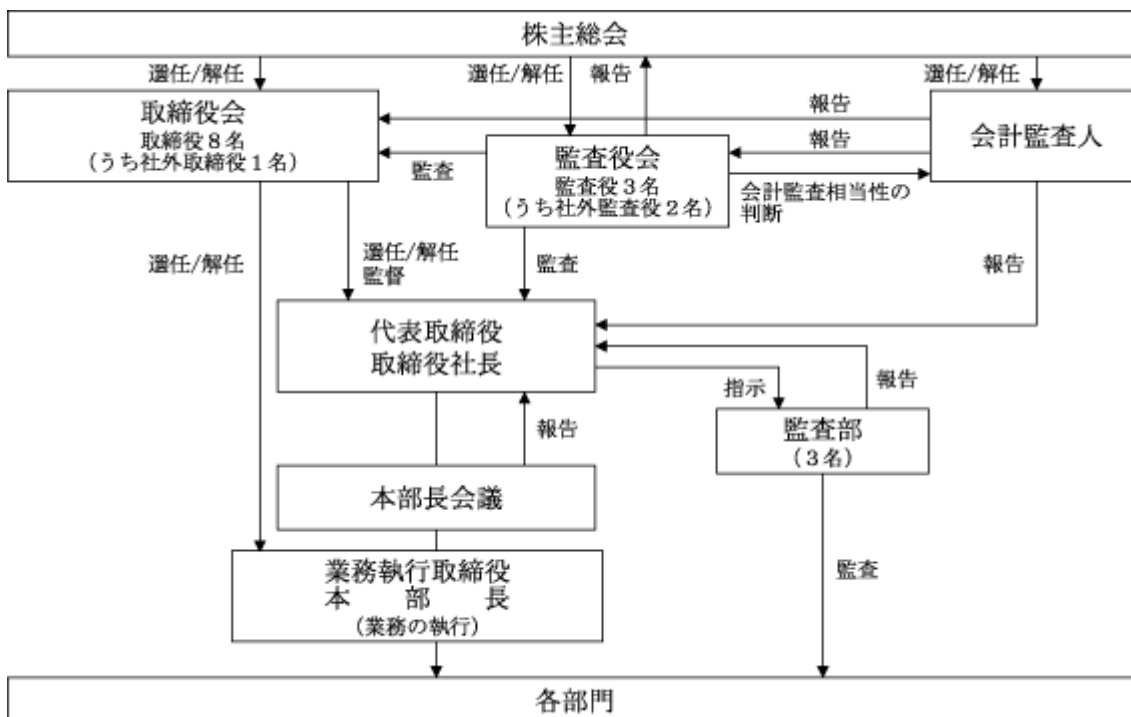 株主総会
選任/解任
選任/解任
報告
選任/解任
取締役会
取締役８名
（うち社外取締役１名）
報告
会計監査人
監査
監査役会
監査役３名
（うち社外監査役２名）
報告
会計監査相当性の
判断
選任/解任
選任/解任
監督
監査
報告
代表取締役
取締役社長
指示
報告
報告
監査部
（３名）
本部長会議
業務執行取締役
本部長
（業務の執行）
監査
各部門